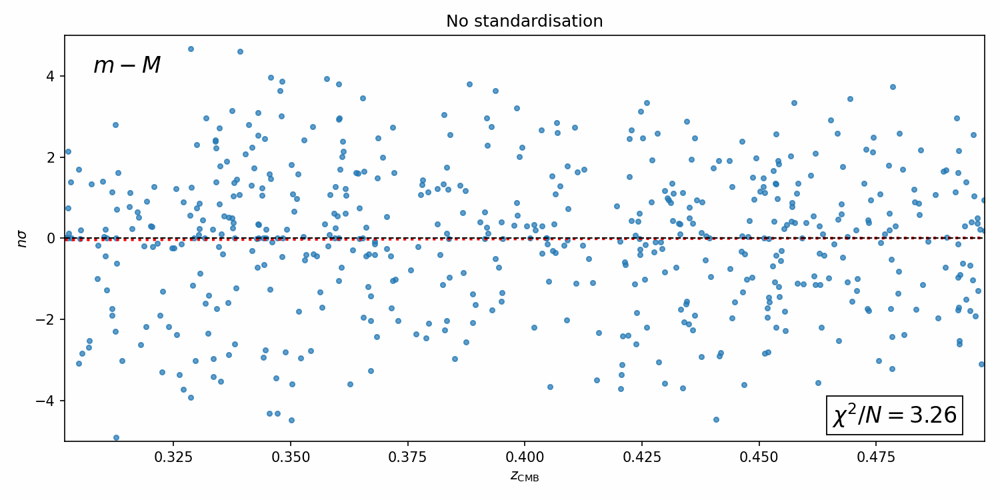 No standardisation
m − M
4
2
0
−2
−4
nσ
χ²/N = 3.26
0.325 0.350 0.375 0.400 0.425 0.450 0.475
z_CMB